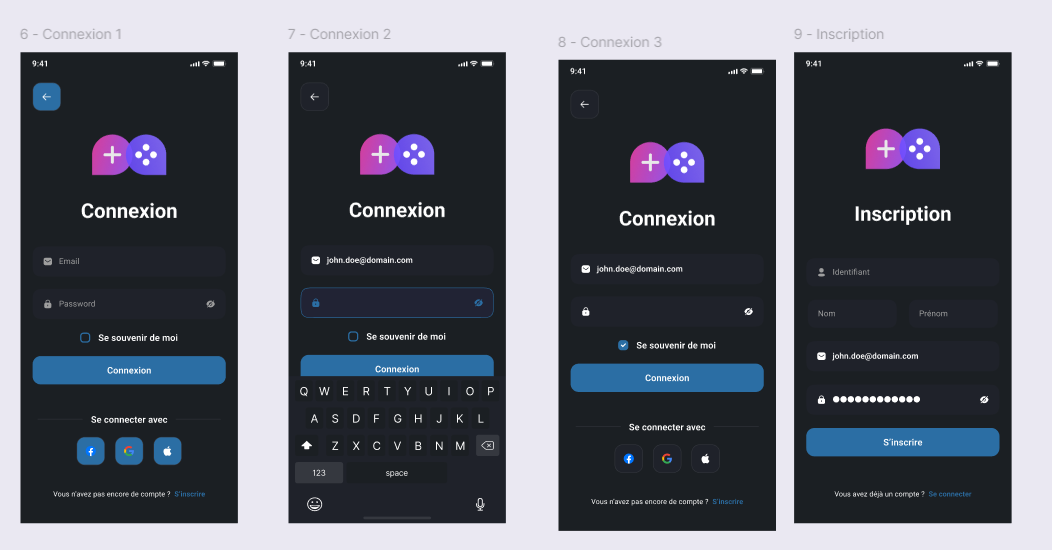 6 - Connexion 1
9:41
Connexion
Email
Password
Se souvenir de moi
Connexion
Se connecter avec
Vous n'avez pas encore de compte ? S'inscrire
7 - Connexion 2
9:41
Connexion
john.doe@domain.com
Se souvenir de moi
Connexion
Q W E R T Y U I O P
A S D F G H J K L
Z X C V B N M
123 space
8 - Connexion 3
9:41
Connexion
john.doe@domain.com
Se souvenir de moi
Connexion
Se connecter avec
Vous n'avez pas encore de compte ? S'inscrire
9 - Inscription
9:41
Inscription
Identifiant
Nom Prénom
john.doe@domain.com
S'inscrire
Vous avez déjà un compte ? Se connecter